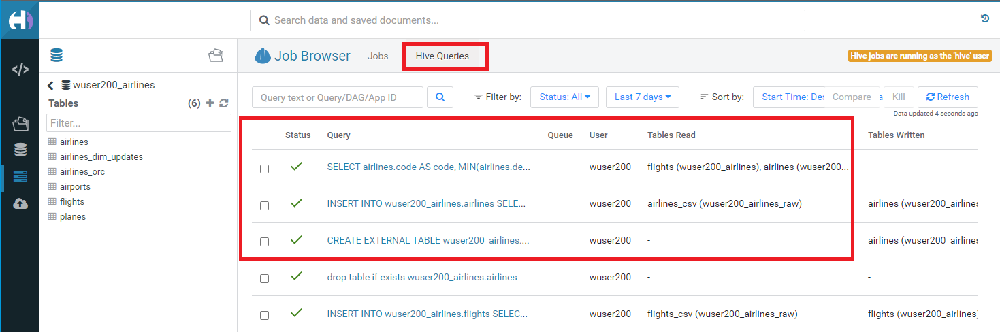 Search data and saved documents...
Job Browser Jobs Hive Queries Hive jobs are running as the 'hive' user
wuser200_airlines
Tables (6)
Filter...
airlines
airlines_dim_updates
airlines_orc
airports
flights
planes
Query text or Query/DAG/App ID Filter by: Status: All Last 7 days Sort by: Start Time: Des Compare Kill Refresh
Data updated 4 seconds ago
Status Query Queue User Tables Read Tables Written
SELECT airlines.code AS code, MIN(airlines.de... wuser200 flights (wuser200_airlines), airlines (wuser200... -
INSERT INTO wuser200_airlines.airlines SELE... wuser200 airlines_csv (wuser200_airlines_raw) airlines (wuser200_airlines
CREATE EXTERNAL TABLE wuser200_airlines.... wuser200 - airlines (wuser200_airlines
drop table if exists wuser200_airlines.airlines wuser200 - -
INSERT INTO wuser200_airlines.flights SELEC... wuser200 flights_csv (wuser200_airlines_raw) flights (wuser200_airlines)